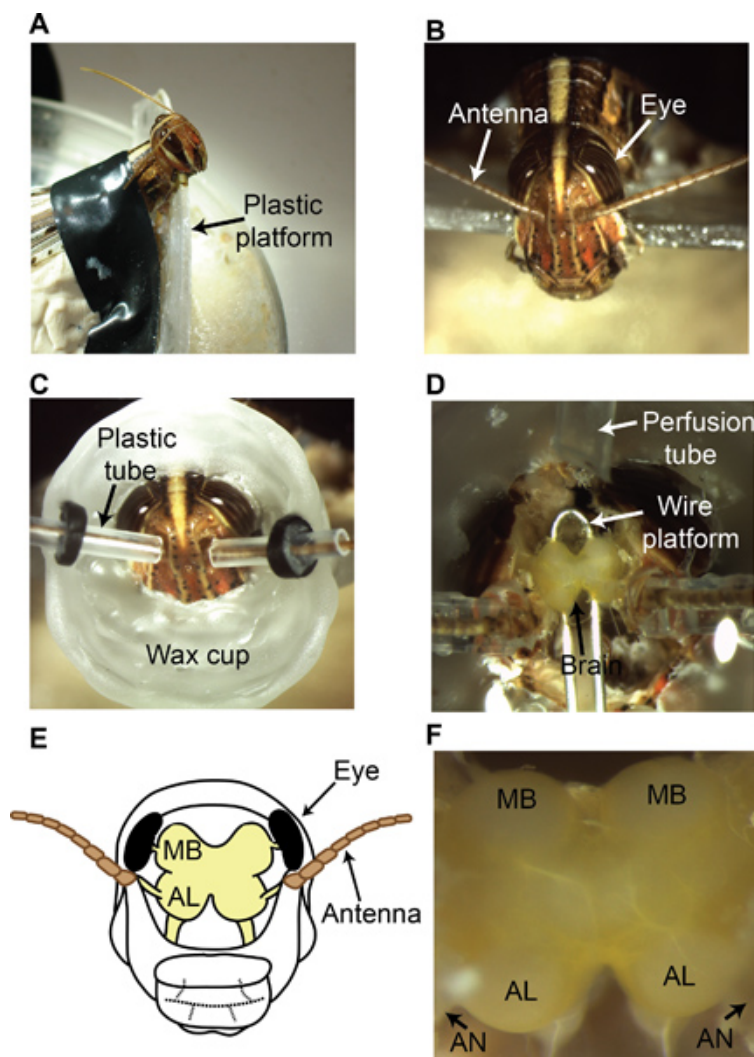 A
Plastic
platform
B
Antenna
Eye
C
Plastic
tube
Wax cup
D
Perfusion
tube
Wire
platform
Brain
E
Eye
MB
AL
Antenna
F
MB
MB
AL
AL
AN
AN